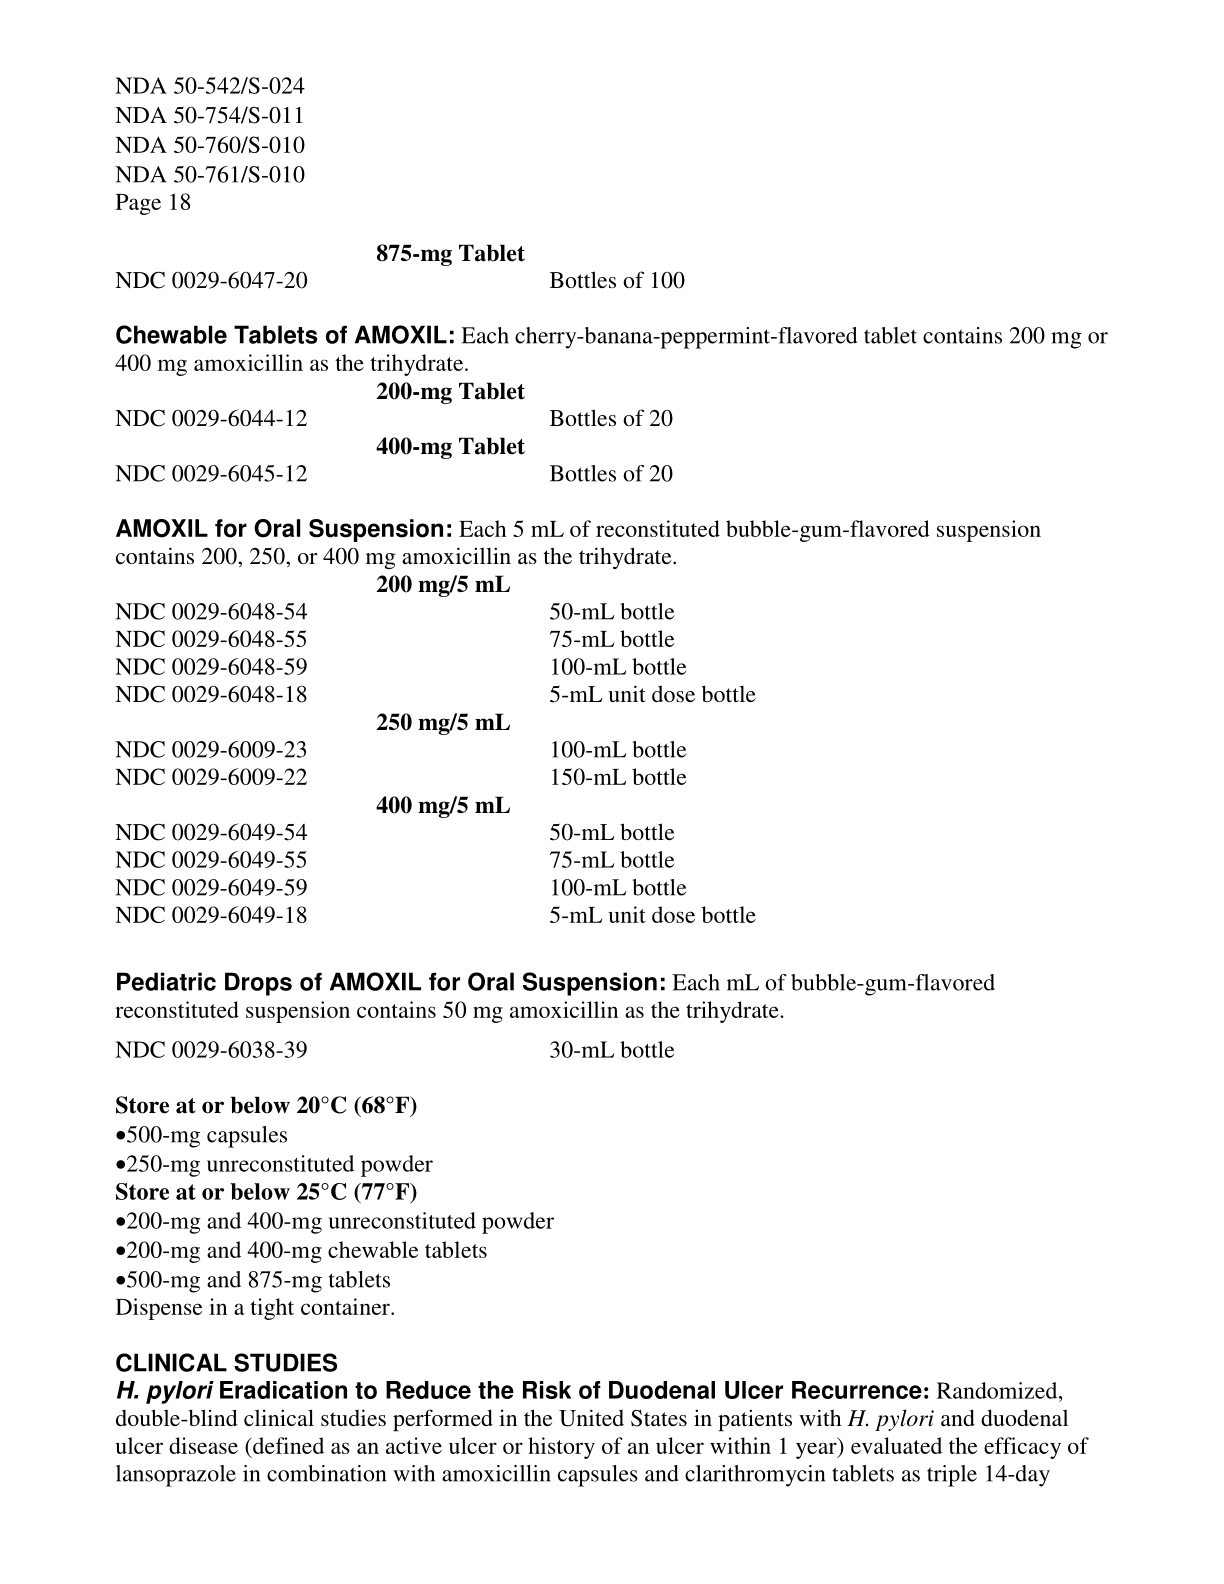 NDA 50-542/S-024
NDA 50-754/S-011
NDA 50-760/S-010
NDA 50-761/S-010
Page 18
875-mg Tablet
NDC 0029-6047-20 Bottles of 100
Chewable Tablets of AMOXIL: Each cherry-banana-peppermint-flavored tablet contains 200 mg or
400 mg amoxicillin as the trihydrate.
200-mg Tablet
NDC 0029-6044-12 Bottles of 20
400-mg Tablet
NDC 0029-6045-12 Bottles of 20
AMOXIL for Oral Suspension: Each 5 mL of reconstituted bubble-gum-flavored suspension
contains 200, 250, or 400 mg amoxicillin as the trihydrate.
200 mg/5 mL
NDC 0029-6048-54 50-mL bottle
NDC 0029-6048-55 75-mL bottle
NDC 0029-6048-59 100-mL bottle
NDC 0029-6048-18 5-mL unit dose bottle
250 mg/5 mL
NDC 0029-6009-23 100-mL bottle
NDC 0029-6009-22 150-mL bottle
400 mg/5 mL
NDC 0029-6049-54 50-mL bottle
NDC 0029-6049-55 75-mL bottle
NDC 0029-6049-59 100-mL bottle
NDC 0029-6049-18 5-mL unit dose bottle
Pediatric Drops of AMOXIL for Oral Suspension: Each mL of bubble-gum-flavored
reconstituted suspension contains 50 mg amoxicillin as the trihydrate.
NDC 0029-6038-39 30-mL bottle
Store at or below 20°C (68°F)
•500-mg capsules
•250-mg unreconstituted powder
Store at or below 25°C (77°F)
•200-mg and 400-mg unreconstituted powder
•200-mg and 400-mg chewable tablets
•500-mg and 875-mg tablets
Dispense in a tight container.
CLINICAL STUDIES
H. pylori Eradication to Reduce the Risk of Duodenal Ulcer Recurrence: Randomized,
double-blind clinical studies performed in the United States in patients with H. pylori and duodenal
ulcer disease (defined as an active ulcer or history of an ulcer within 1 year) evaluated the efficacy of
lansoprazole in combination with amoxicillin capsules and clarithromycin tablets as triple 14-day